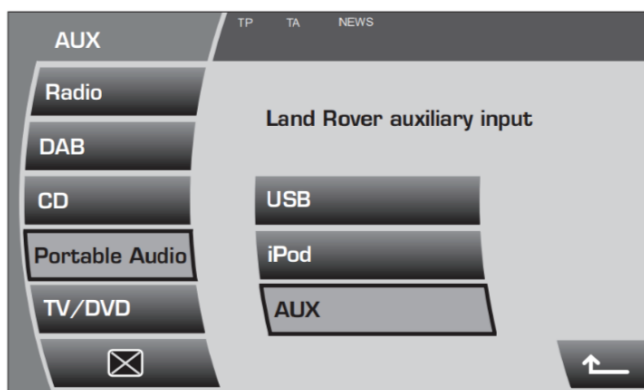 AUX
TP TA NEWS
Radio
DAB
CD
Portable Audio
TV/DVD
Land Rover auxiliary input
USB
iPod
AUX